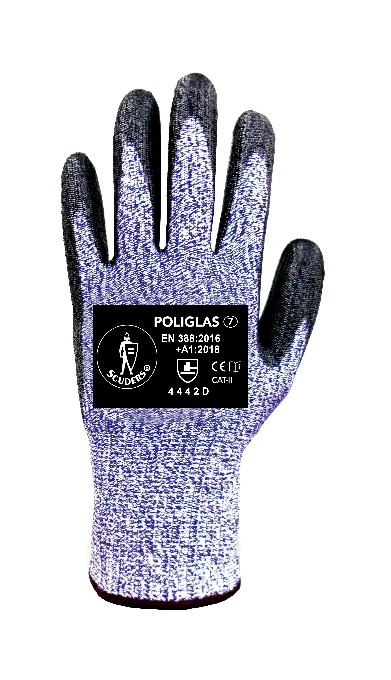 POLIGLAS 7
EN 388:2016
+A1:2018
SCUDERS®
CE
CAT-II
4442D